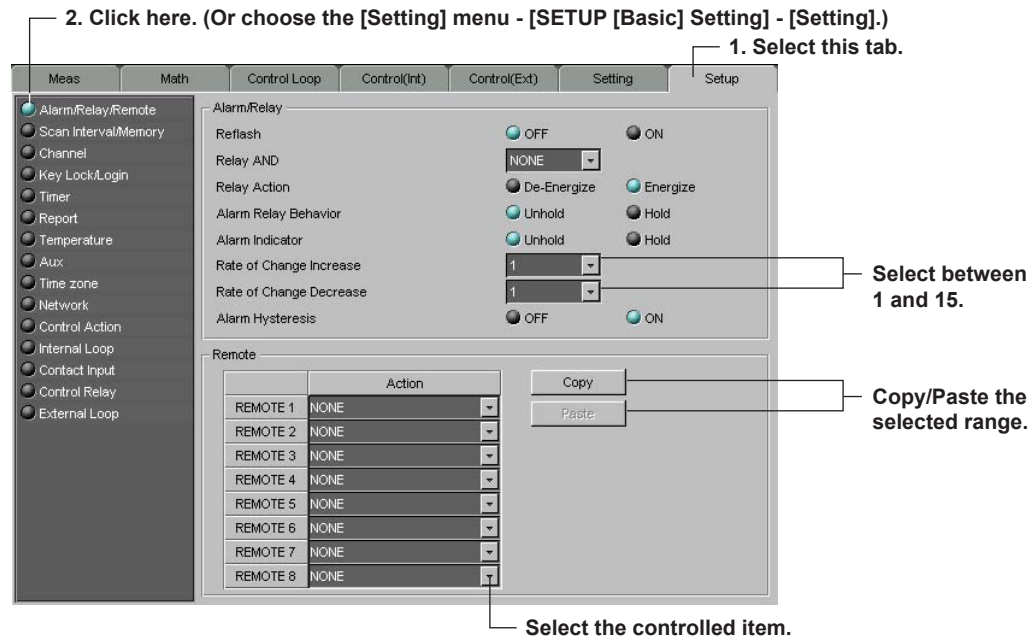 2. Click here. (Or choose the [Setting] menu - [SETUP [Basic] Setting] - [Setting].)
1. Select this tab.
Meas Math Control Loop Control(Int) Control(Ext) Setting Setup
Alarm/Relay/Remote
Scan Interval/Memory
Channel
Key Lock/Login
Timer
Report
Temperature
Aux
Time zone
Network
Control Action
Internal Loop
Contact Input
Control Relay
External Loop
Alarm/Relay
Reflash OFF ON
Relay AND NONE
Relay Action De-Energize Energize
Alarm Relay Behavior Unhold Hold
Alarm Indicator Unhold Hold
Rate of Change Increase 1
Rate of Change Decrease 1
Alarm Hysteresis OFF ON
Select between
1 and 15.
Remote
Action
REMOTE 1 NONE
REMOTE 2 NONE
REMOTE 3 NONE
REMOTE 4 NONE
REMOTE 5 NONE
REMOTE 6 NONE
REMOTE 7 NONE
REMOTE 8 NONE
Copy
Paste
Copy/Paste the
selected range.
Select the controlled item.